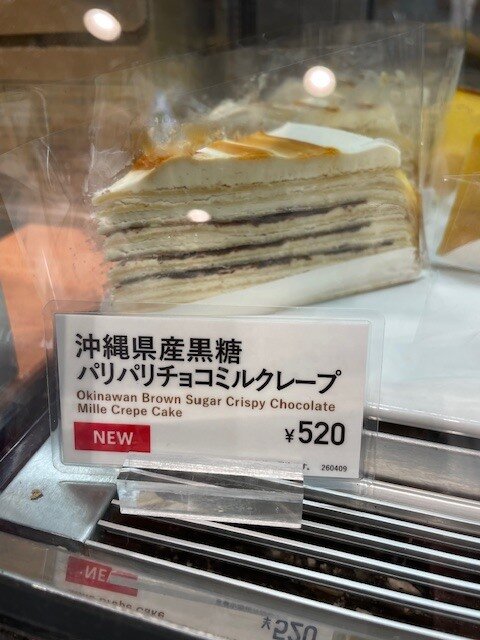 沖縄県産黒糖
パリパリチョコミルクレープ
Okinawan Brown Sugar Crispy Chocolate
Mille Crepe Cake
NEW
¥520
す。 260409